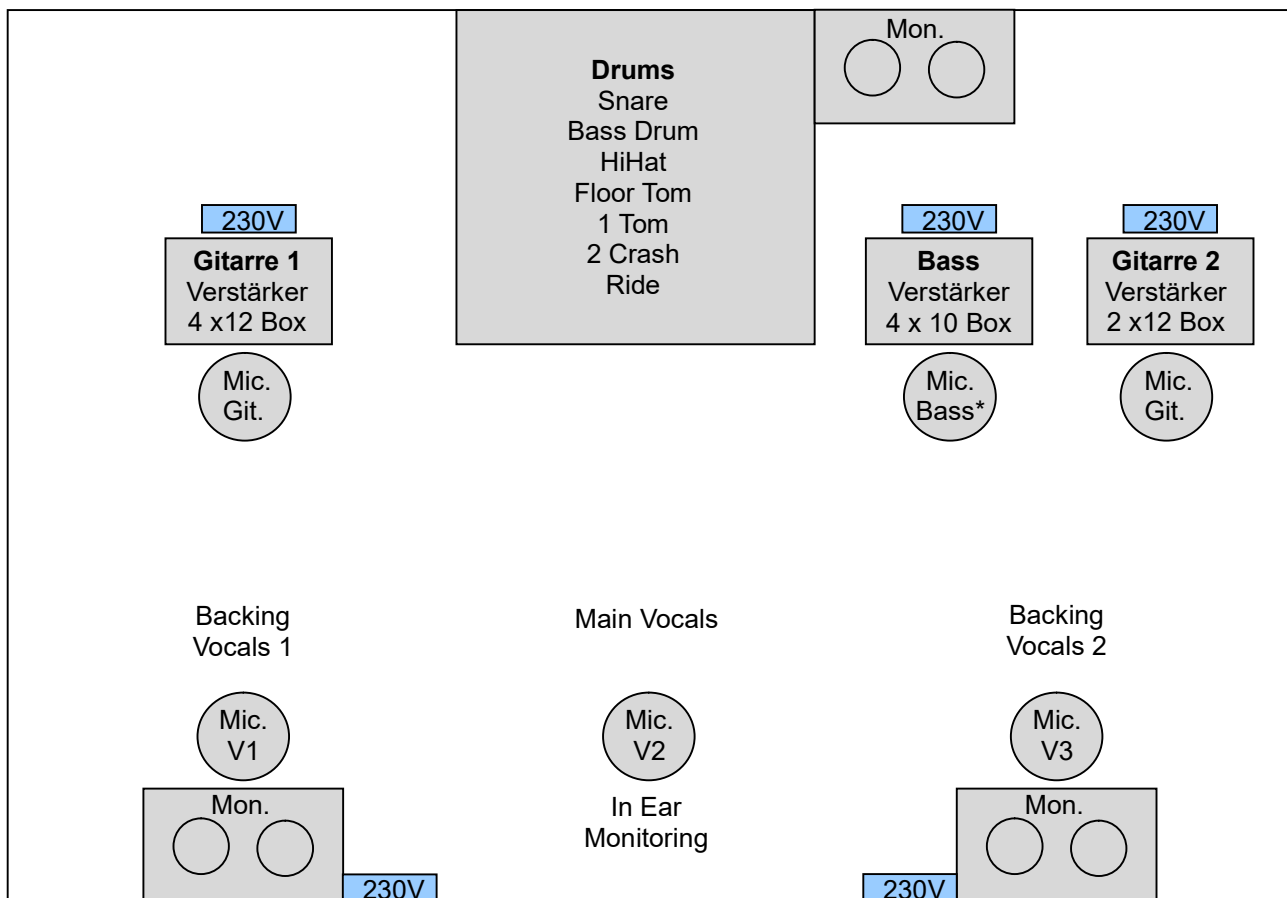 Mon.
Drums
Snare
Bass Drum
HiHat
Floor Tom
1 Tom
2 Crash
Ride
230V
Gitarre 1
Verstärker
4 x12 Box
Mic.
Git.
230V
Bass
Verstärker
4 x 10 Box
Mic.
Bass*
230V
Gitarre 2
Verstärker
2 x12 Box
Mic.
Git.
Backing
Vocals 1
Main Vocals
Backing
Vocals 2
Mic.
V1
Mic.
V2
Mic.
V3
Mon.
230V
In Ear
Monitoring
Mon.
230V